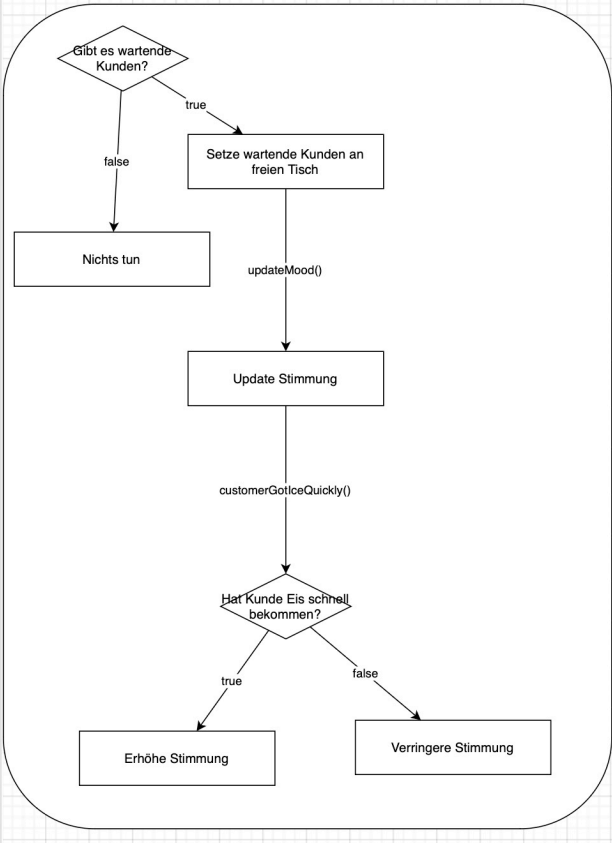 Gibt es wartende
Kunden?
true
Setze wartende Kunden an
freien Tisch
false
Nichts tun
updateMood()
Update Stimmung
customerGotIceQuickly()
Hat Kunde Eis schnell
bekommen?
true
false
Erhöhe Stimmung
Verringere Stimmung